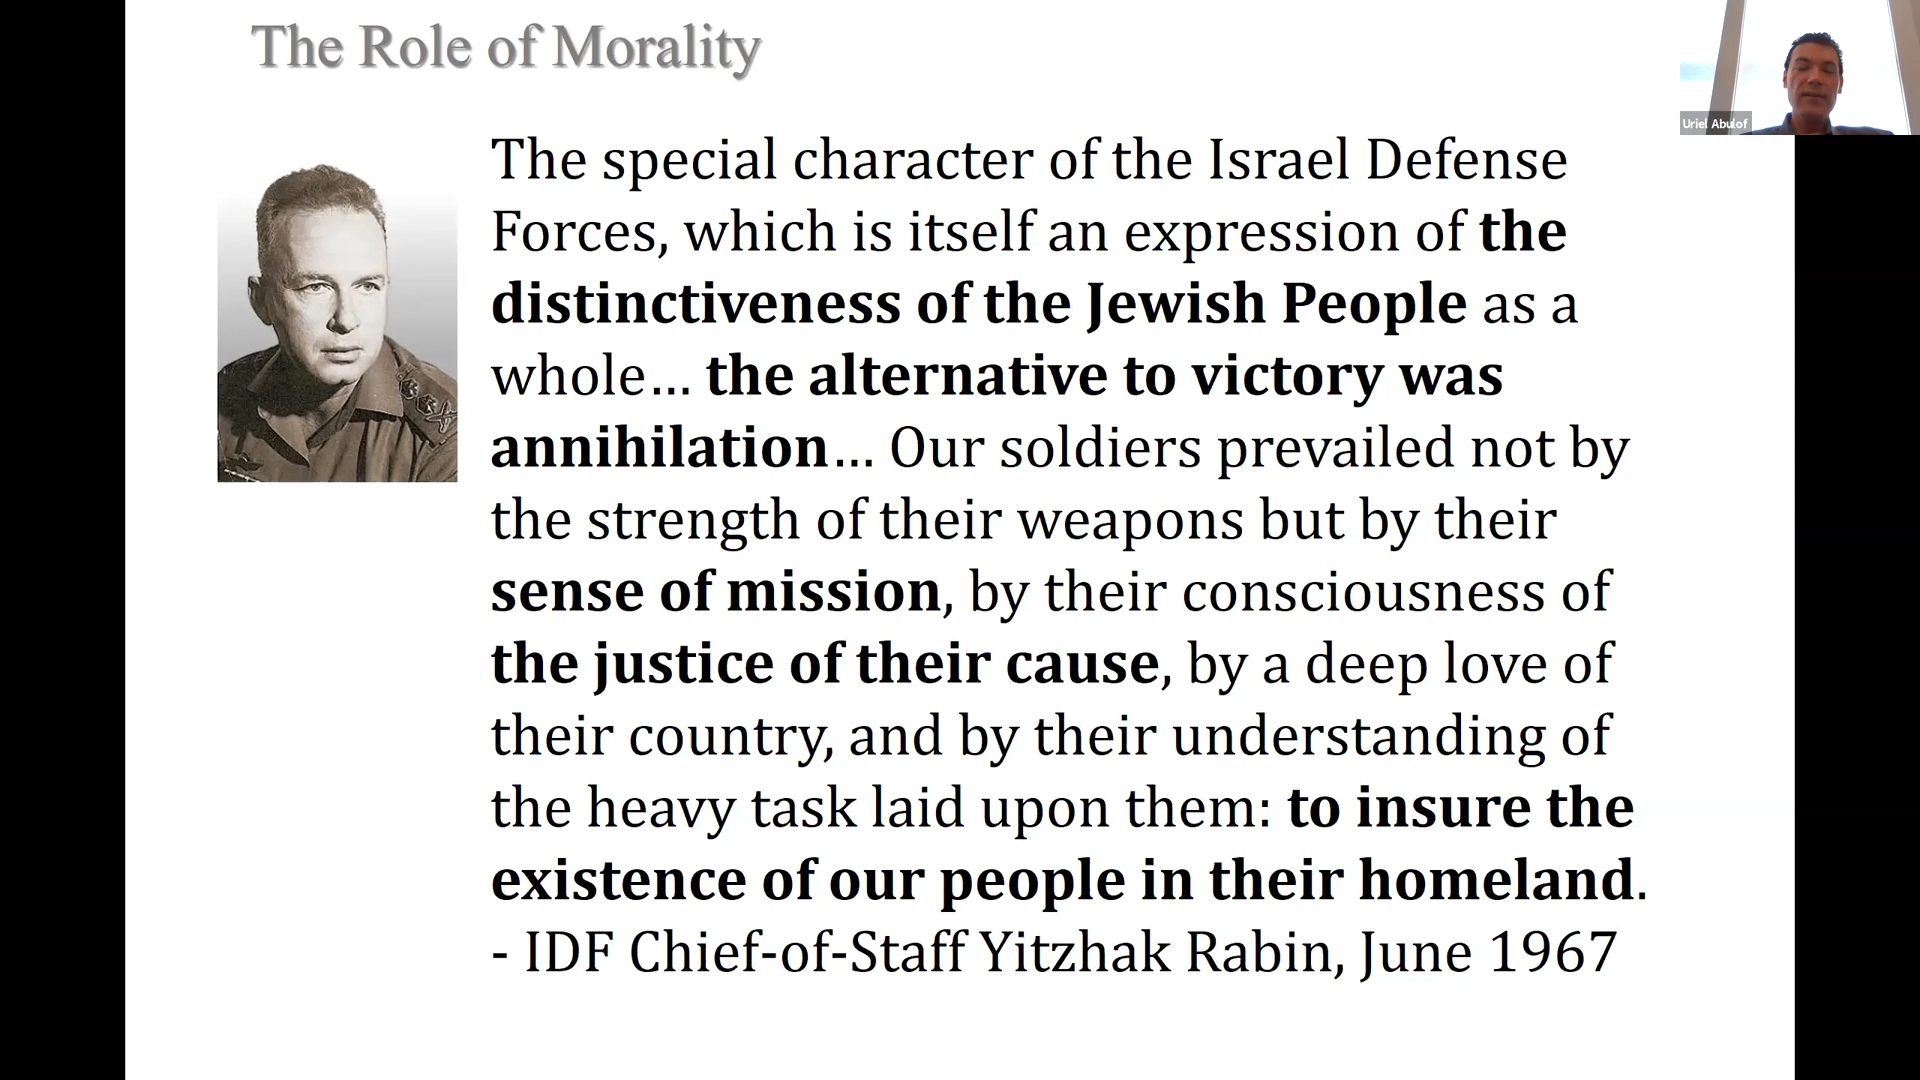 The Role of Morality
Uriel Abulof
The special character of the Israel Defense
Forces, which is itself an expression of the
distinctiveness of the Jewish People as a
whole… the alternative to victory was
annihilation… Our soldiers prevailed not by
the strength of their weapons but by their
sense of mission, by their consciousness of
the justice of their cause, by a deep love of
their country, and by their understanding of
the heavy task laid upon them: to insure the
existence of our people in their homeland.
- IDF Chief-of-Staff Yitzhak Rabin, June 1967